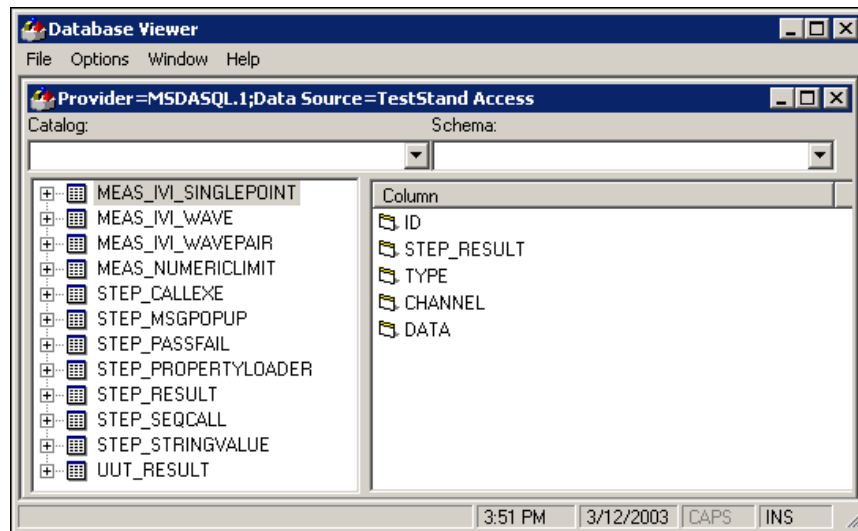 Database Viewer
File Options Window Help
Provider=MSDASQL.1;Data Source=TestStand Access
Catalog: Schema:
MEAS_IVI_SINGLEPOINT
MEAS_IVI_WAVE
MEAS_IVI_WAVEPAIR
MEAS_NUMERICLIMIT
STEP_CALLEXE
STEP_MSGPOPUP
STEP_PASSFAIL
STEP_PROPERTYLOADER
STEP_RESULT
STEP_SEQCALL
STEP_STRINGVALUE
UUT_RESULT
Column
ID
STEP_RESULT
TYPE
CHANNEL
DATA
3:51 PM 3/12/2003 CAPS INS